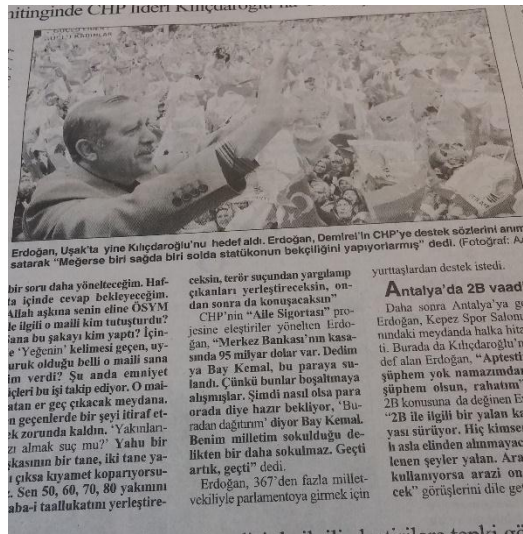 mitinginde CHP lideri Kılıçdaroğlu'na
Erdoğan, Uşak'ta yine Kılıçdaroğlu'nu hedef aldı. Erdoğan, Demirel'in CHP'ye destek sözlerini anım
satarak “Meğerse biri sağda biri solda statükonun bekçiliğini yapıyorlarmış” dedi. (Fotoğraf:
bir soru daha yönelteceğim. Haf-
ta içinde cevap bekleyeceğim.
Allah aşkına senin eline ÖSYM
le ilgili o maili kim tutuşturdu?
Sana bu şakayı kim yaptı? İçin-
e ‘Yeğenin’ kelimesi geçen, uy-
uruk olduğu belli o maili sana
im verdi? Şu anda emniyet
içleri bu işi takip ediyor. O mai-
atan er geç çıkacak meydana.
n geçenlerde bir şeyi itiraf et-
ek zorunda kaldın. ‘Yakınları-
zı almak suç mu?’ Yahu bir
şkasının bir tane, iki tane ya-
ı çıksa kıyamet koparıyorsu-
. Sen 50, 60, 70, 80 yakınını
aba-i taallukatını yerleştire-
ceksin, terör suçundan yargılanıp
çıkanları yerleştireceksin, on-
dan sonra da konuşacaksın”
CHP'nin “Aile Sigortası” pro-
jesine eleştiriler yönelten Erdo-
ğan, “Merkez Bankası'nın kasa-
sında 95 milyar dolar var. Dedim
ya Bay Kemal, bu paraya su-
landı. Çünkü bunlar boşaltmaya
alışmışlar. Şimdi nasıl olsa para
orada diye hazır bekliyor, ‘Bu-
radan dağıtırım’ diyor Bay Kemal.
Benim milletim sokulduğu de-
likten bir daha sokulmaz. Geçti
artık, geçti” dedi.
Erdoğan, 367'den fazla millet-
vekiliyle parlamentoya girmek için
yurttaşlardan destek istedi.
Antalya'da 2B vaadi
Daha sonra Antalya'ya ge
Erdoğan, Kepez Spor Salonu
nındaki meydanda halka hita
ti. Burada da Kılıçdaroğlu'nu
def alan Erdoğan, “Aptesti
şüphem yok namazımdan
şüphem olsun, rahatım”
2B konusuna da değinen E
“2B ile ilgili bir yalan ka
yası sürüyor. Hiç kimse
h asla elinden alınmayac
lenen şeyler yalan. Ara
kullanıyorsa arazi on
cek” görüşlerini dile ge